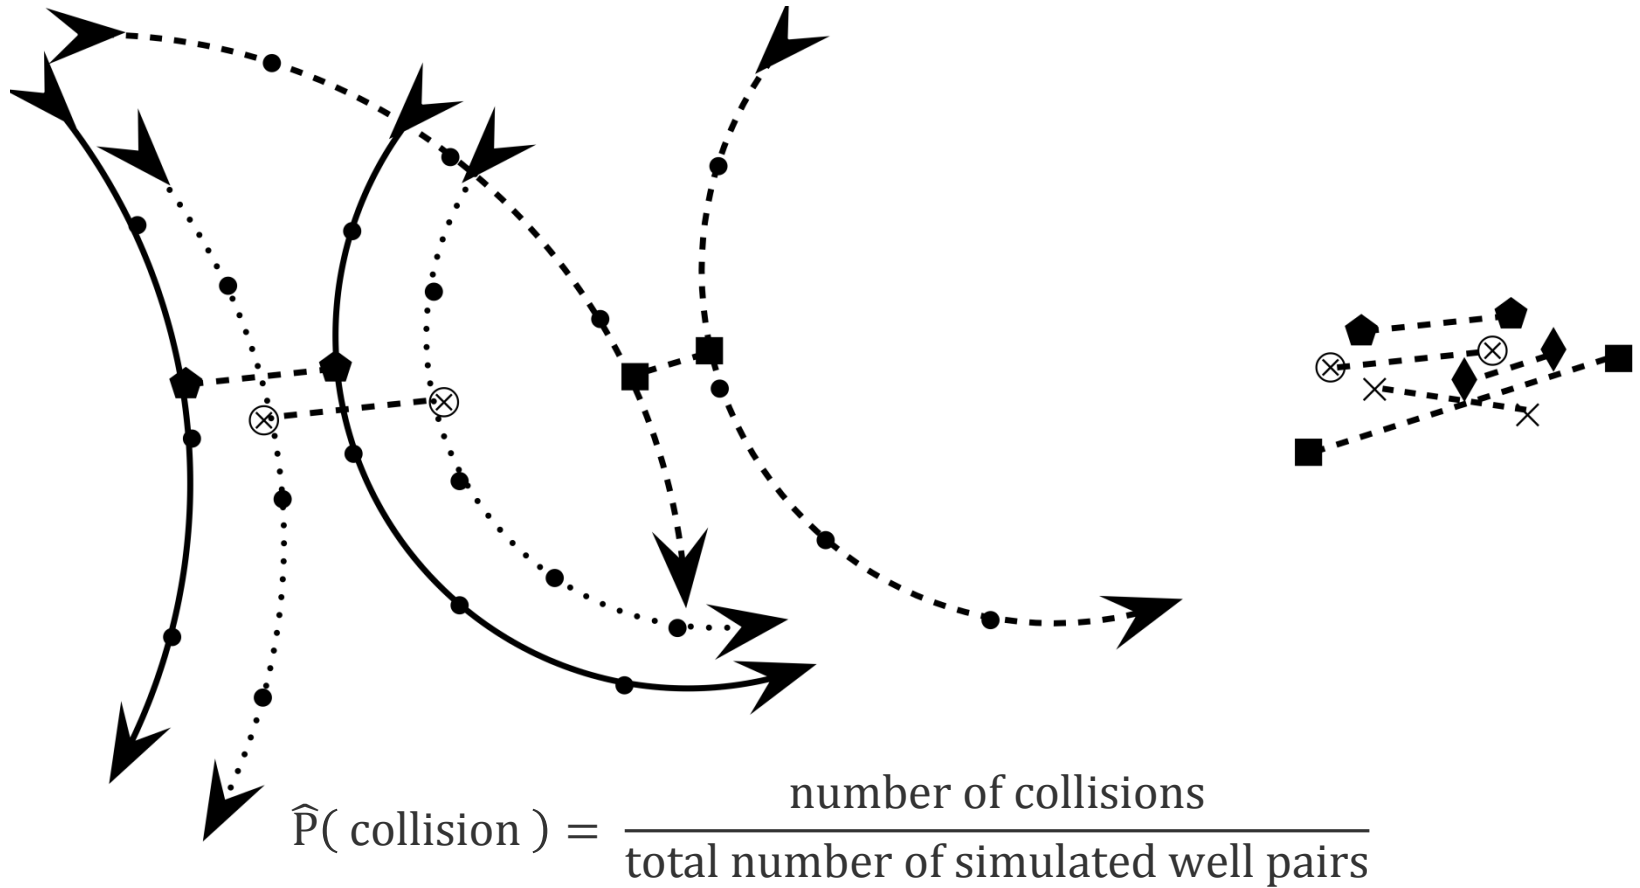 number of collisions
P̂( collision ) =
total number of simulated well pairs